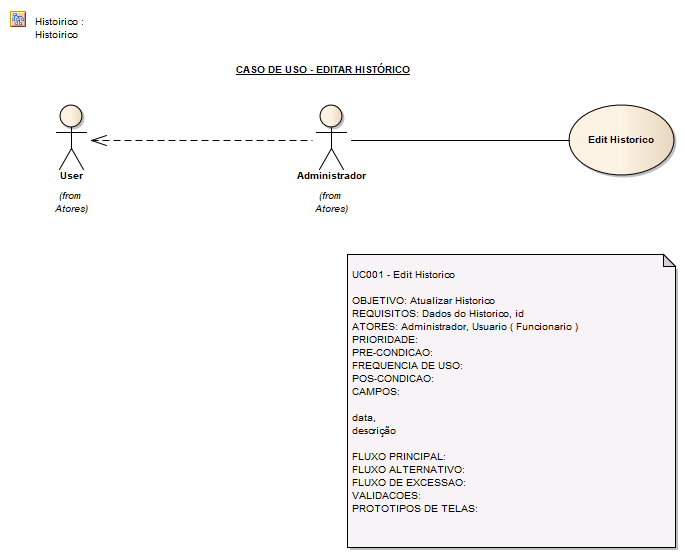 Histoirico :
Histoirico
CASO DE USO - EDITAR HISTÓRICO
User
(from
Atores)
Administrador
(from
Atores)
Edit Historico
UC001 - Edit Historico
OBJETIVO: Atualizar Historico
REQUISITOS: Dados do Historico, id
ATORES: Administrador, Usuario ( Funcionario )
PRIORIDADE:
PRE-CONDICAO:
FREQUENCIA DE USO:
POS-CONDICAO:
CAMPOS:
data,
descrição
FLUXO PRINCIPAL:
FLUXO ALTERNATIVO:
FLUXO DE EXCESSAO:
VALIDACOES:
PROTOTIPOS DE TELAS: